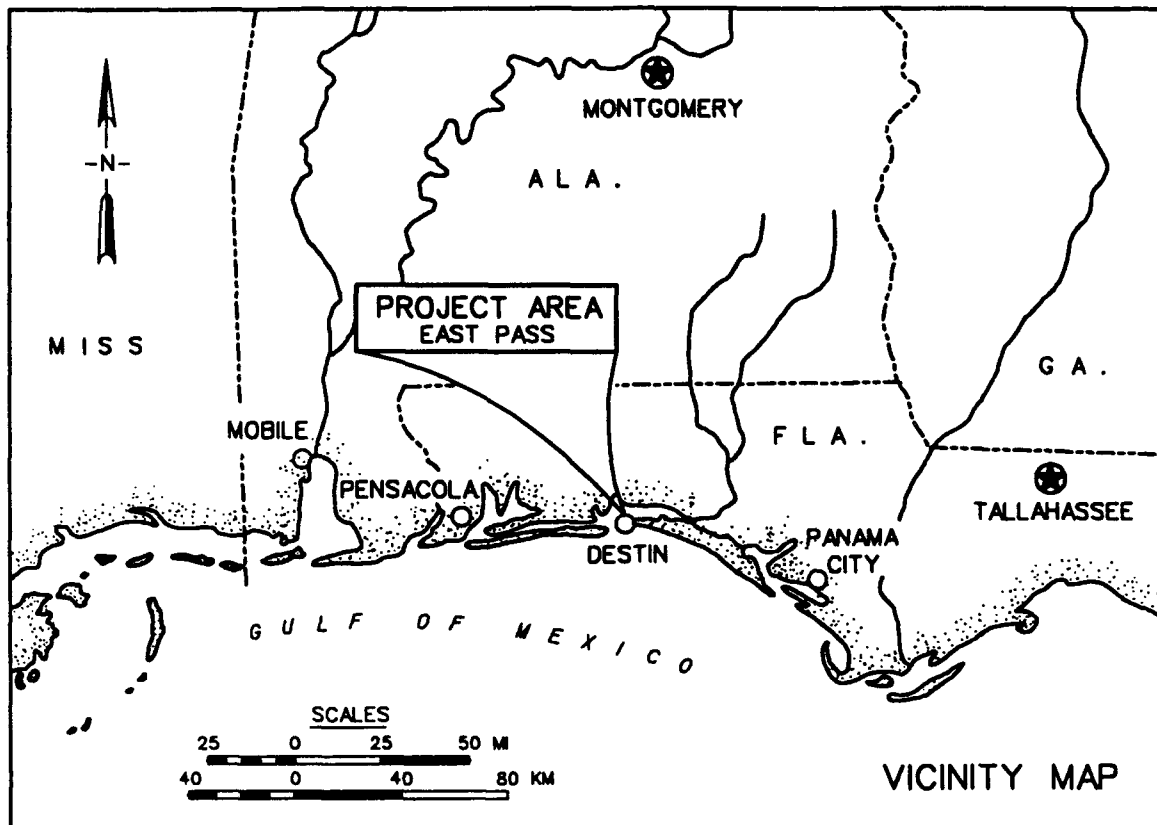 MONTGOMERY
-N-
ALA.
PROJECT AREA
EAST PASS
MISS
GA.
MOBILE
FLA.
PENSACOLA
TALLAHASSEE
DESTIN
PANAMA
CITY
GULF OF MEXICO
SCALES
25 0 25 50 MI
40 0 40 80 KM
VICINITY MAP